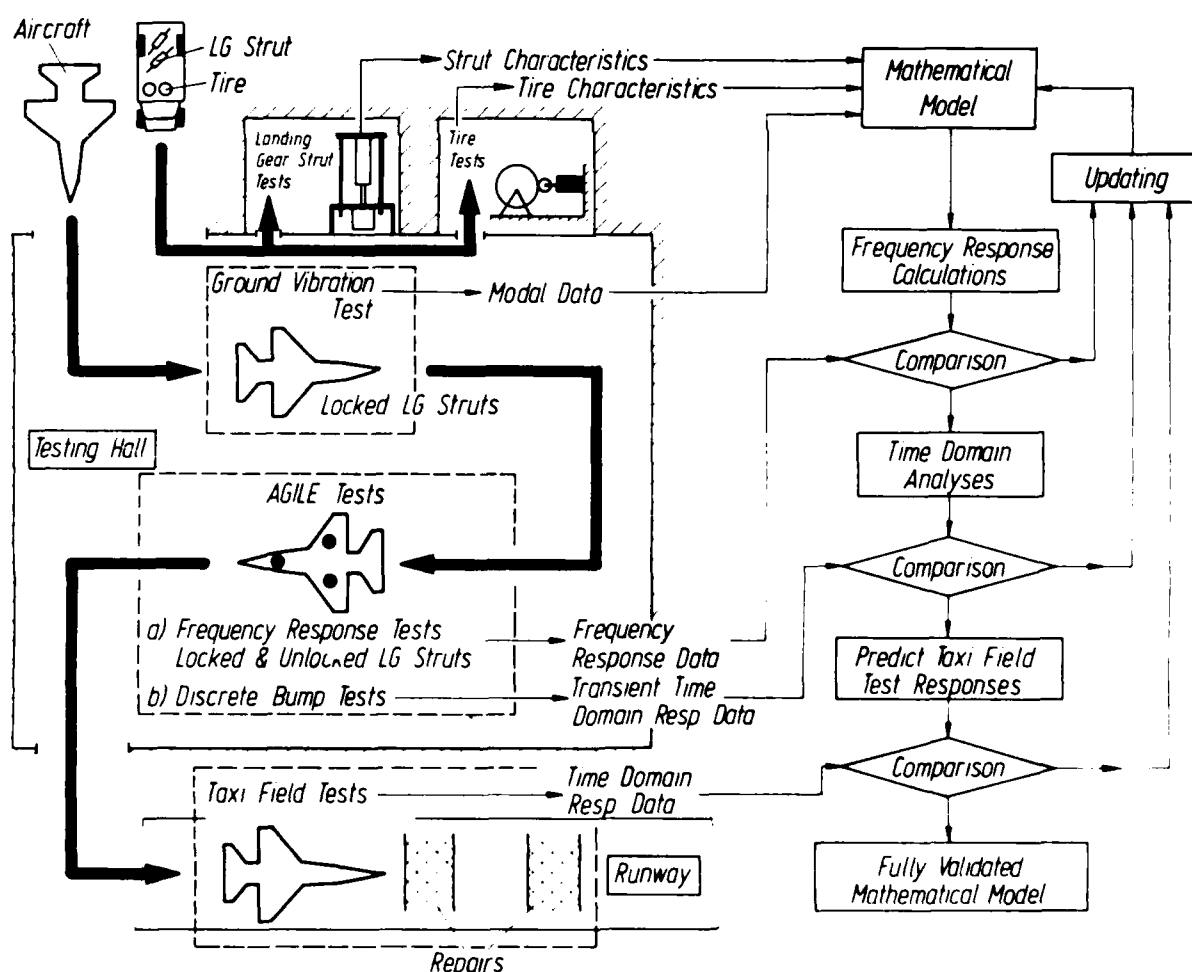 Aircraft
LG Strut
Tire
Strut Characteristics
Tire Characteristics
Mathematical
Model
Landing
Gear Strut
Tests
Tire
Tests
Updating
Ground Vibration
Test
Modal Data
Frequency Response
Calculations
Locked LG Struts
Comparison
Testing Hall
Time Domain
Analyses
AGILE Tests
Comparison
a) Frequency Response Tests
Locked & LG Struts
Frequency
Response Data
b) Discrete Bump Tests
Transient Time
Domain Resp Data
Predict Taxi Field
Test Responses
Taxi Field Tests
Time Domain
Resp Data
Comparison
Runway
Fully Validated
Mathematical Model
Repairs